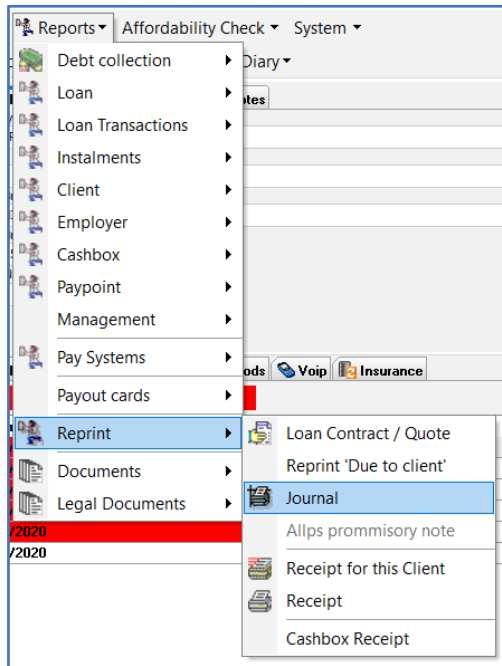 Reports Affordability Check System
Debt collection
Diary
Loan
otes
Loan Transactions
Instalments
Client
Employer
Cashbox
Paypoint
Management
Pay Systems
ods Voip Insurance
Payout cards
Reprint
Loan Contract / Quote
Documents
Reprint 'Due to client'
Legal Documents
Journal
/2020
Allps prommisory note
/2020
Receipt for this Client
Receipt
Cashbox Receipt